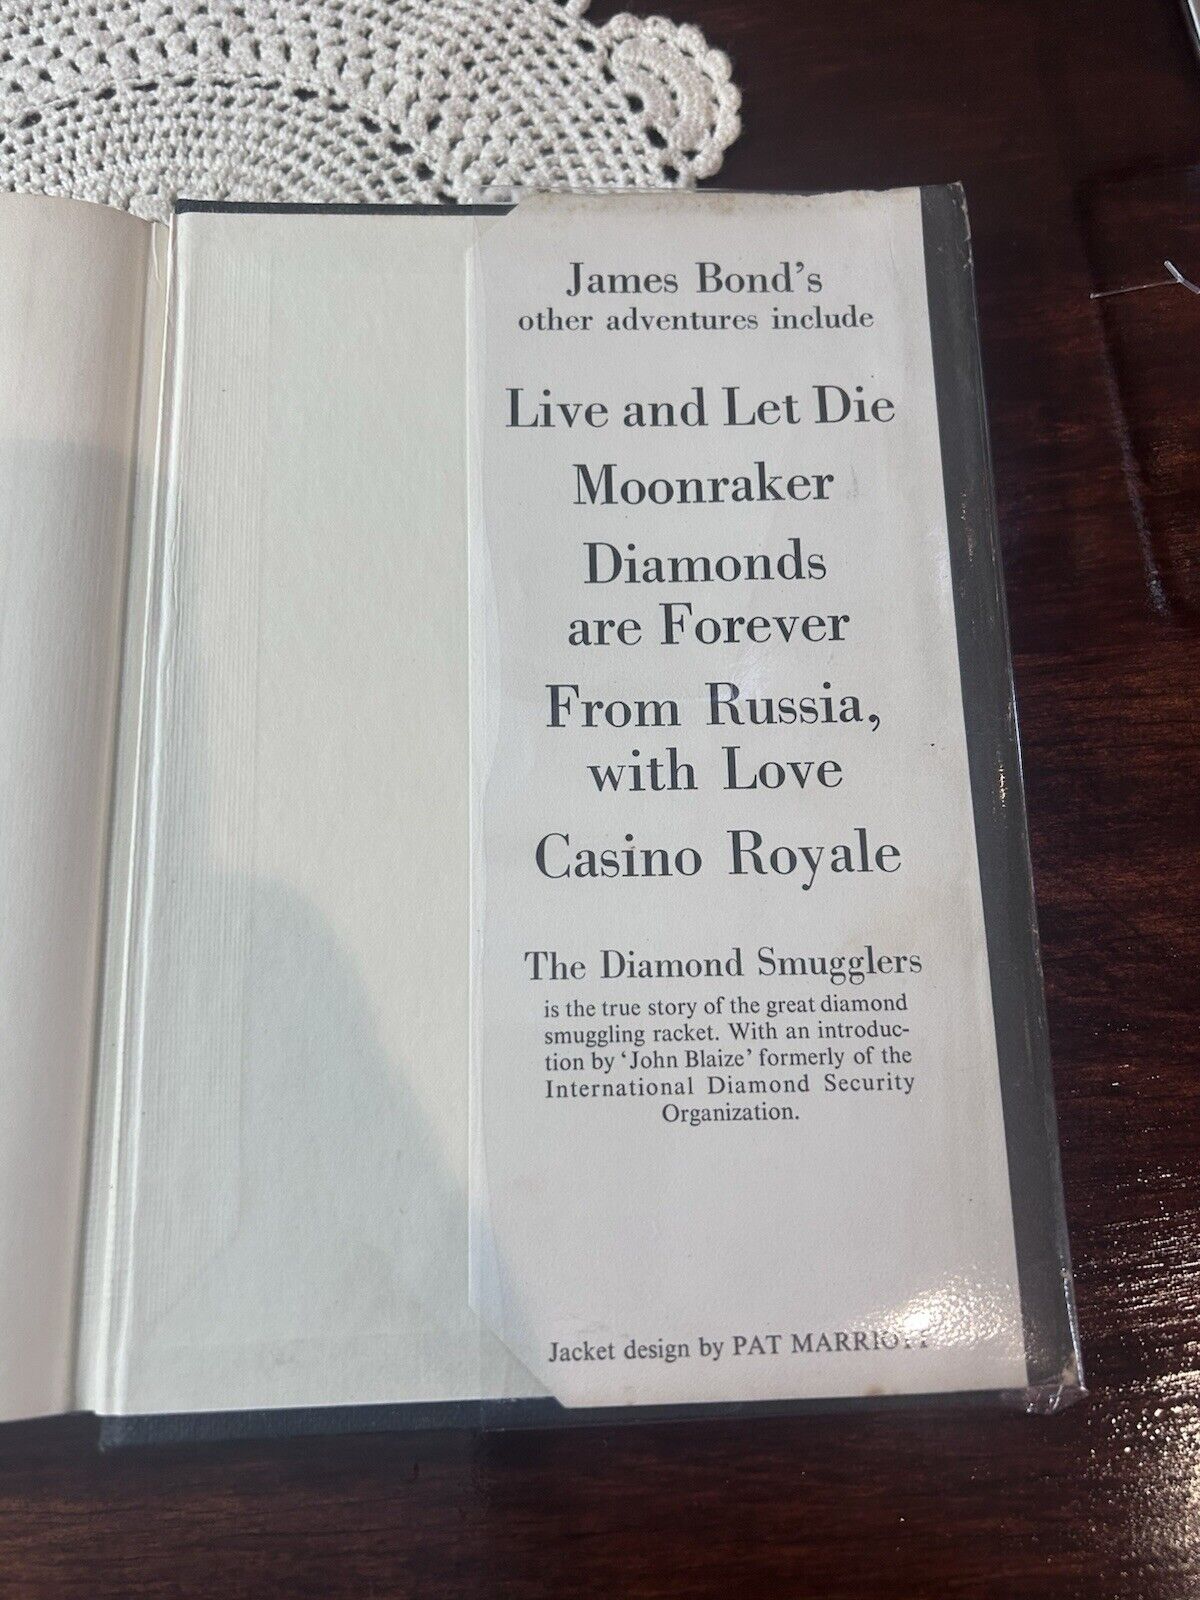 James Bond's
other adventures include
Live and Let Die
Moonraker
Diamonds
are Forever
From Russia,
with Love
Casino Royale
The Diamond Smugglers
is the true story of the great diamond
smuggling racket. With an introduc-
tion by ‘John Blaize’ formerly of the
International Diamond Security
Organization.
Jacket design by PAT MARRIOTT